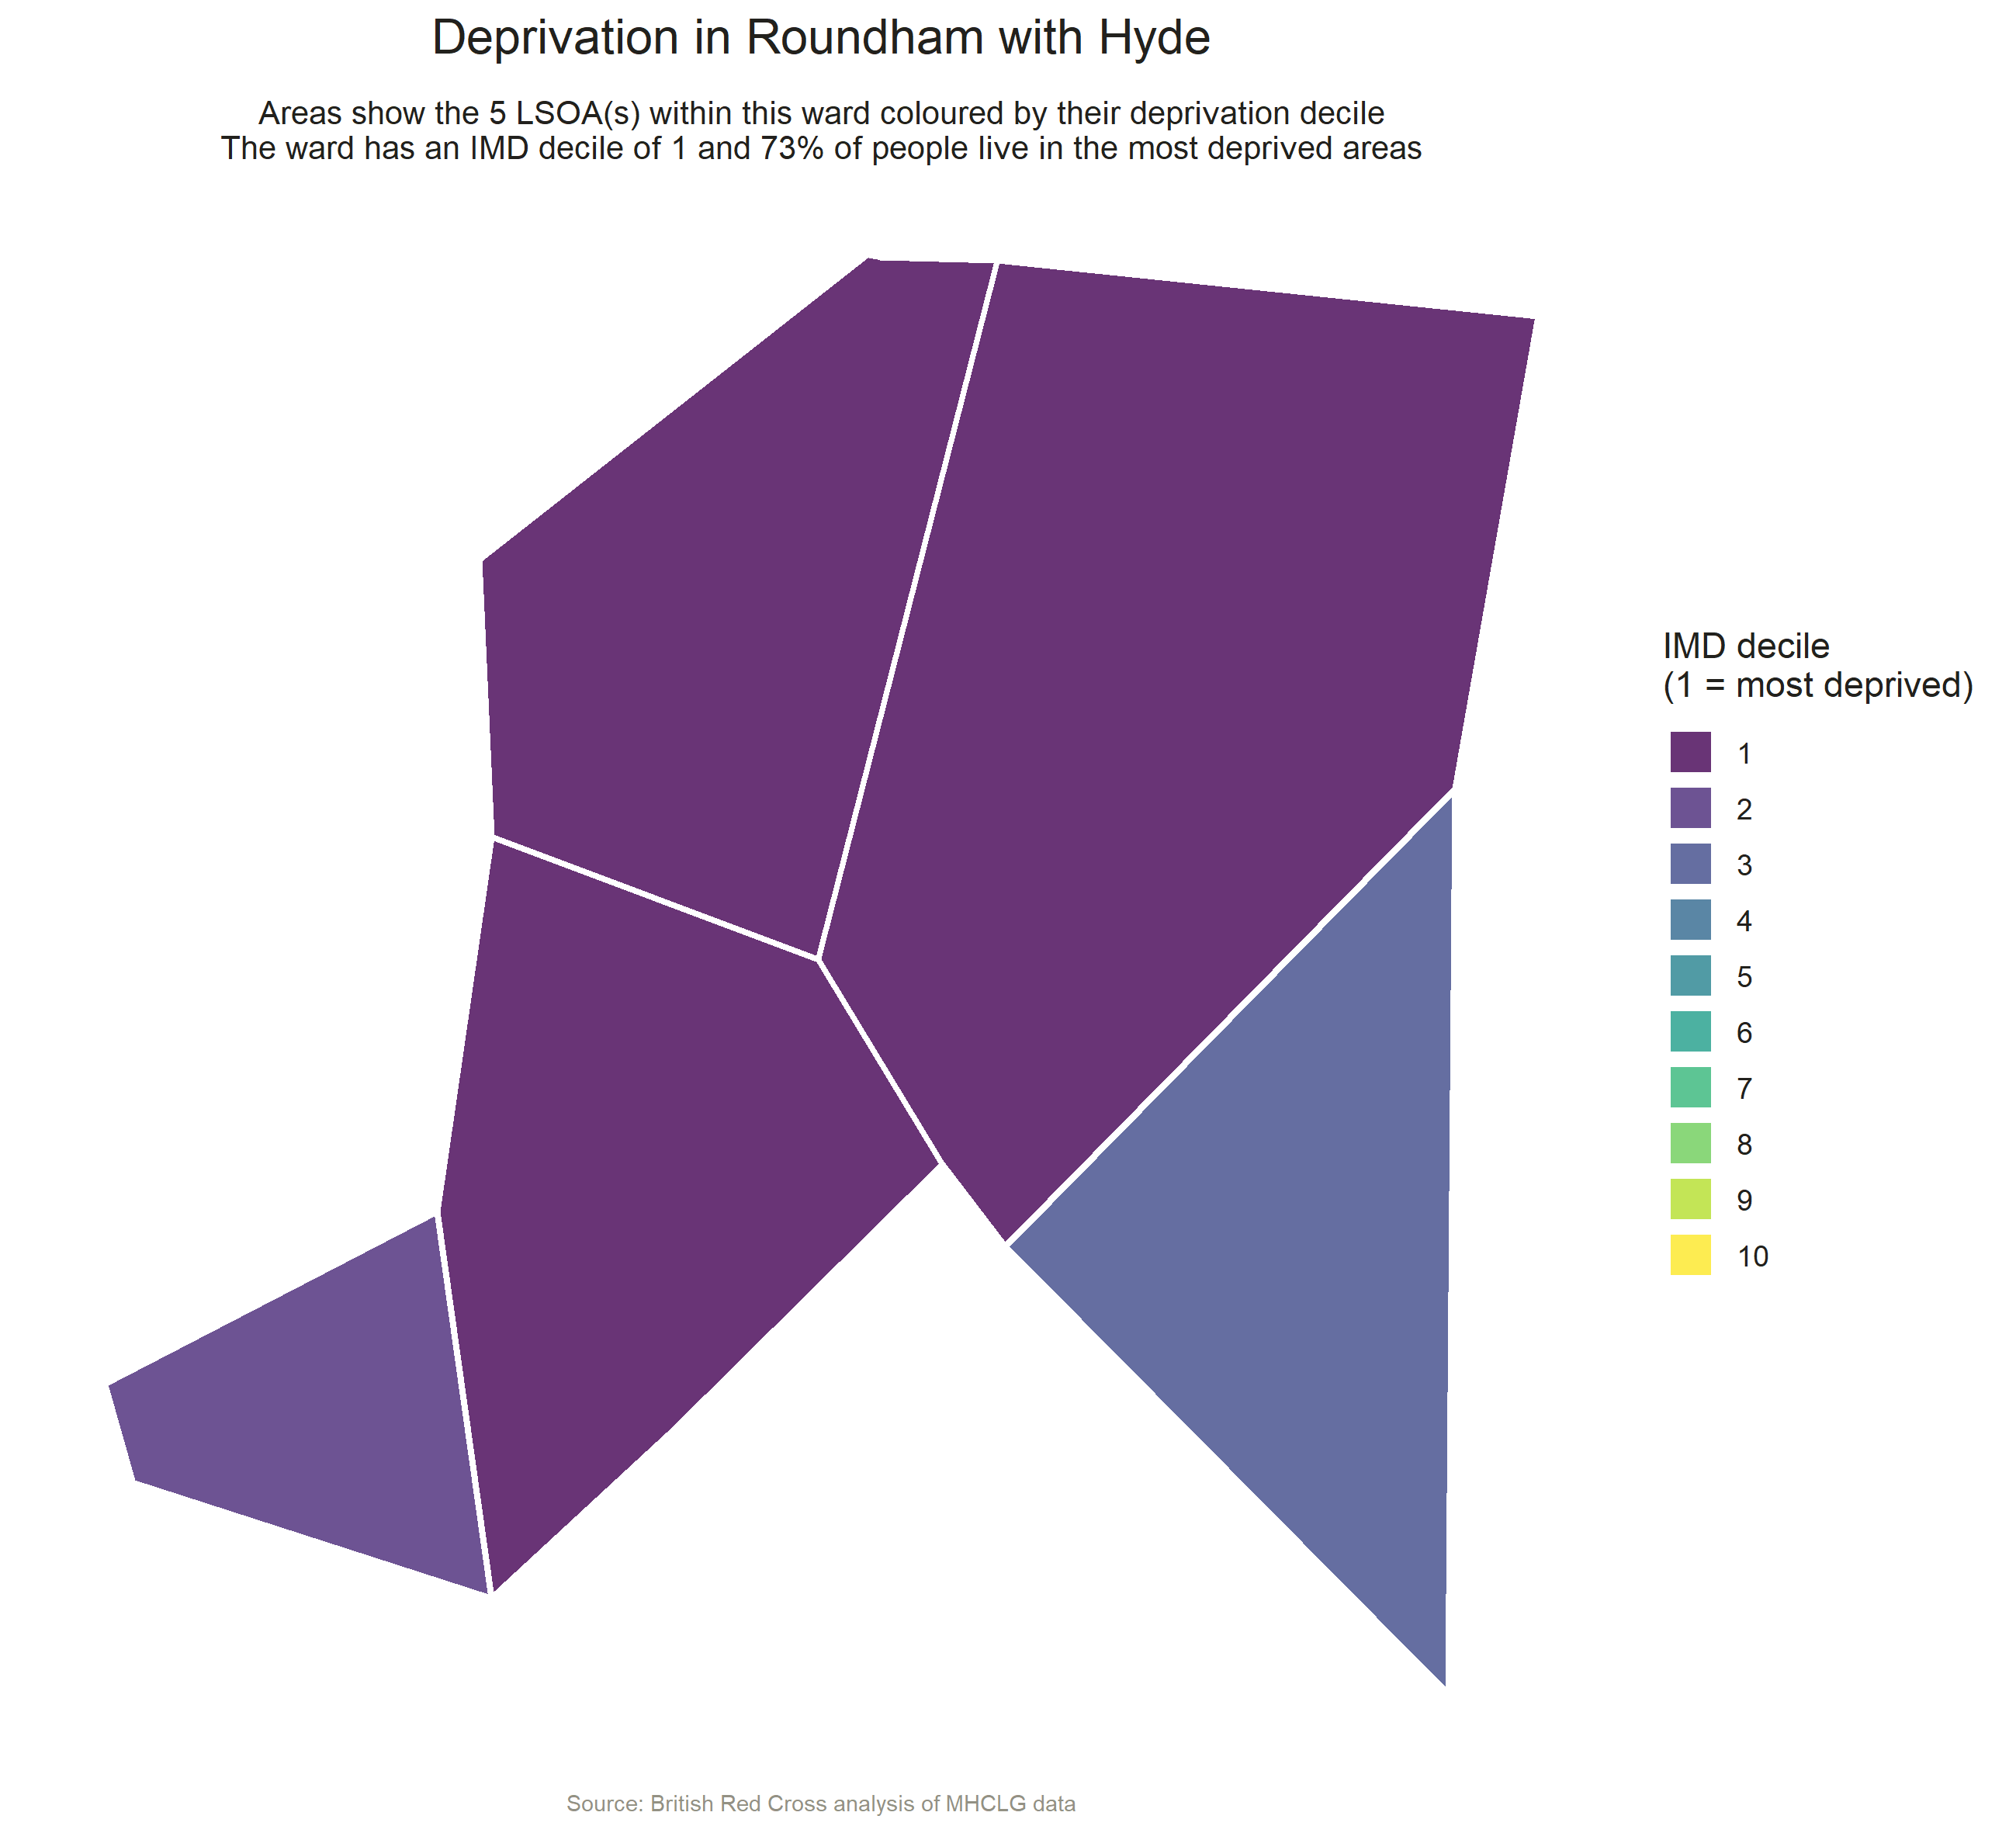 Deprivation in Roundham with Hyde
Areas show the 5 LSOA(s) within this ward coloured by their deprivation decile
The ward has an IMD decile of 1 and 73% of people live in the most deprived areas
IMD decile
(1 = most deprived)
1
2
3
4
5
6
7
8
9
10
Source: British Red Cross analysis of MHCLG data